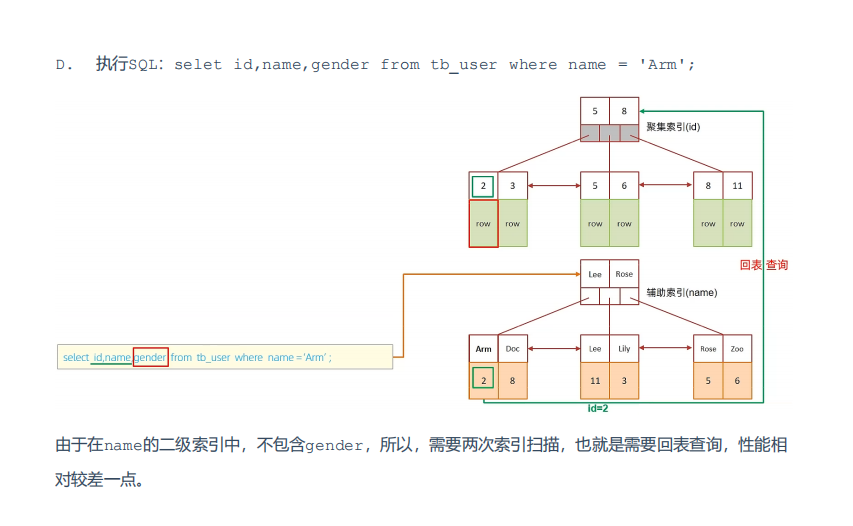 D. 执行SQL：selet id,name,gender from tb_user where name = 'Arm';
5 8
聚集索引(id)
2 3 5 6 8 11
row row row row row row
回表 查询
Lee Rose
辅助索引(name)
Arm Doc Lee Lily Rose Zoo
select id,name,gender from tb_user where name = 'Arm' ;
2 8 11 3 5 6
id=2
由于在name的二级索引中，不包含gender，所以，需要两次索引扫描，也就是需要回表查询，性能相
对较差一点。